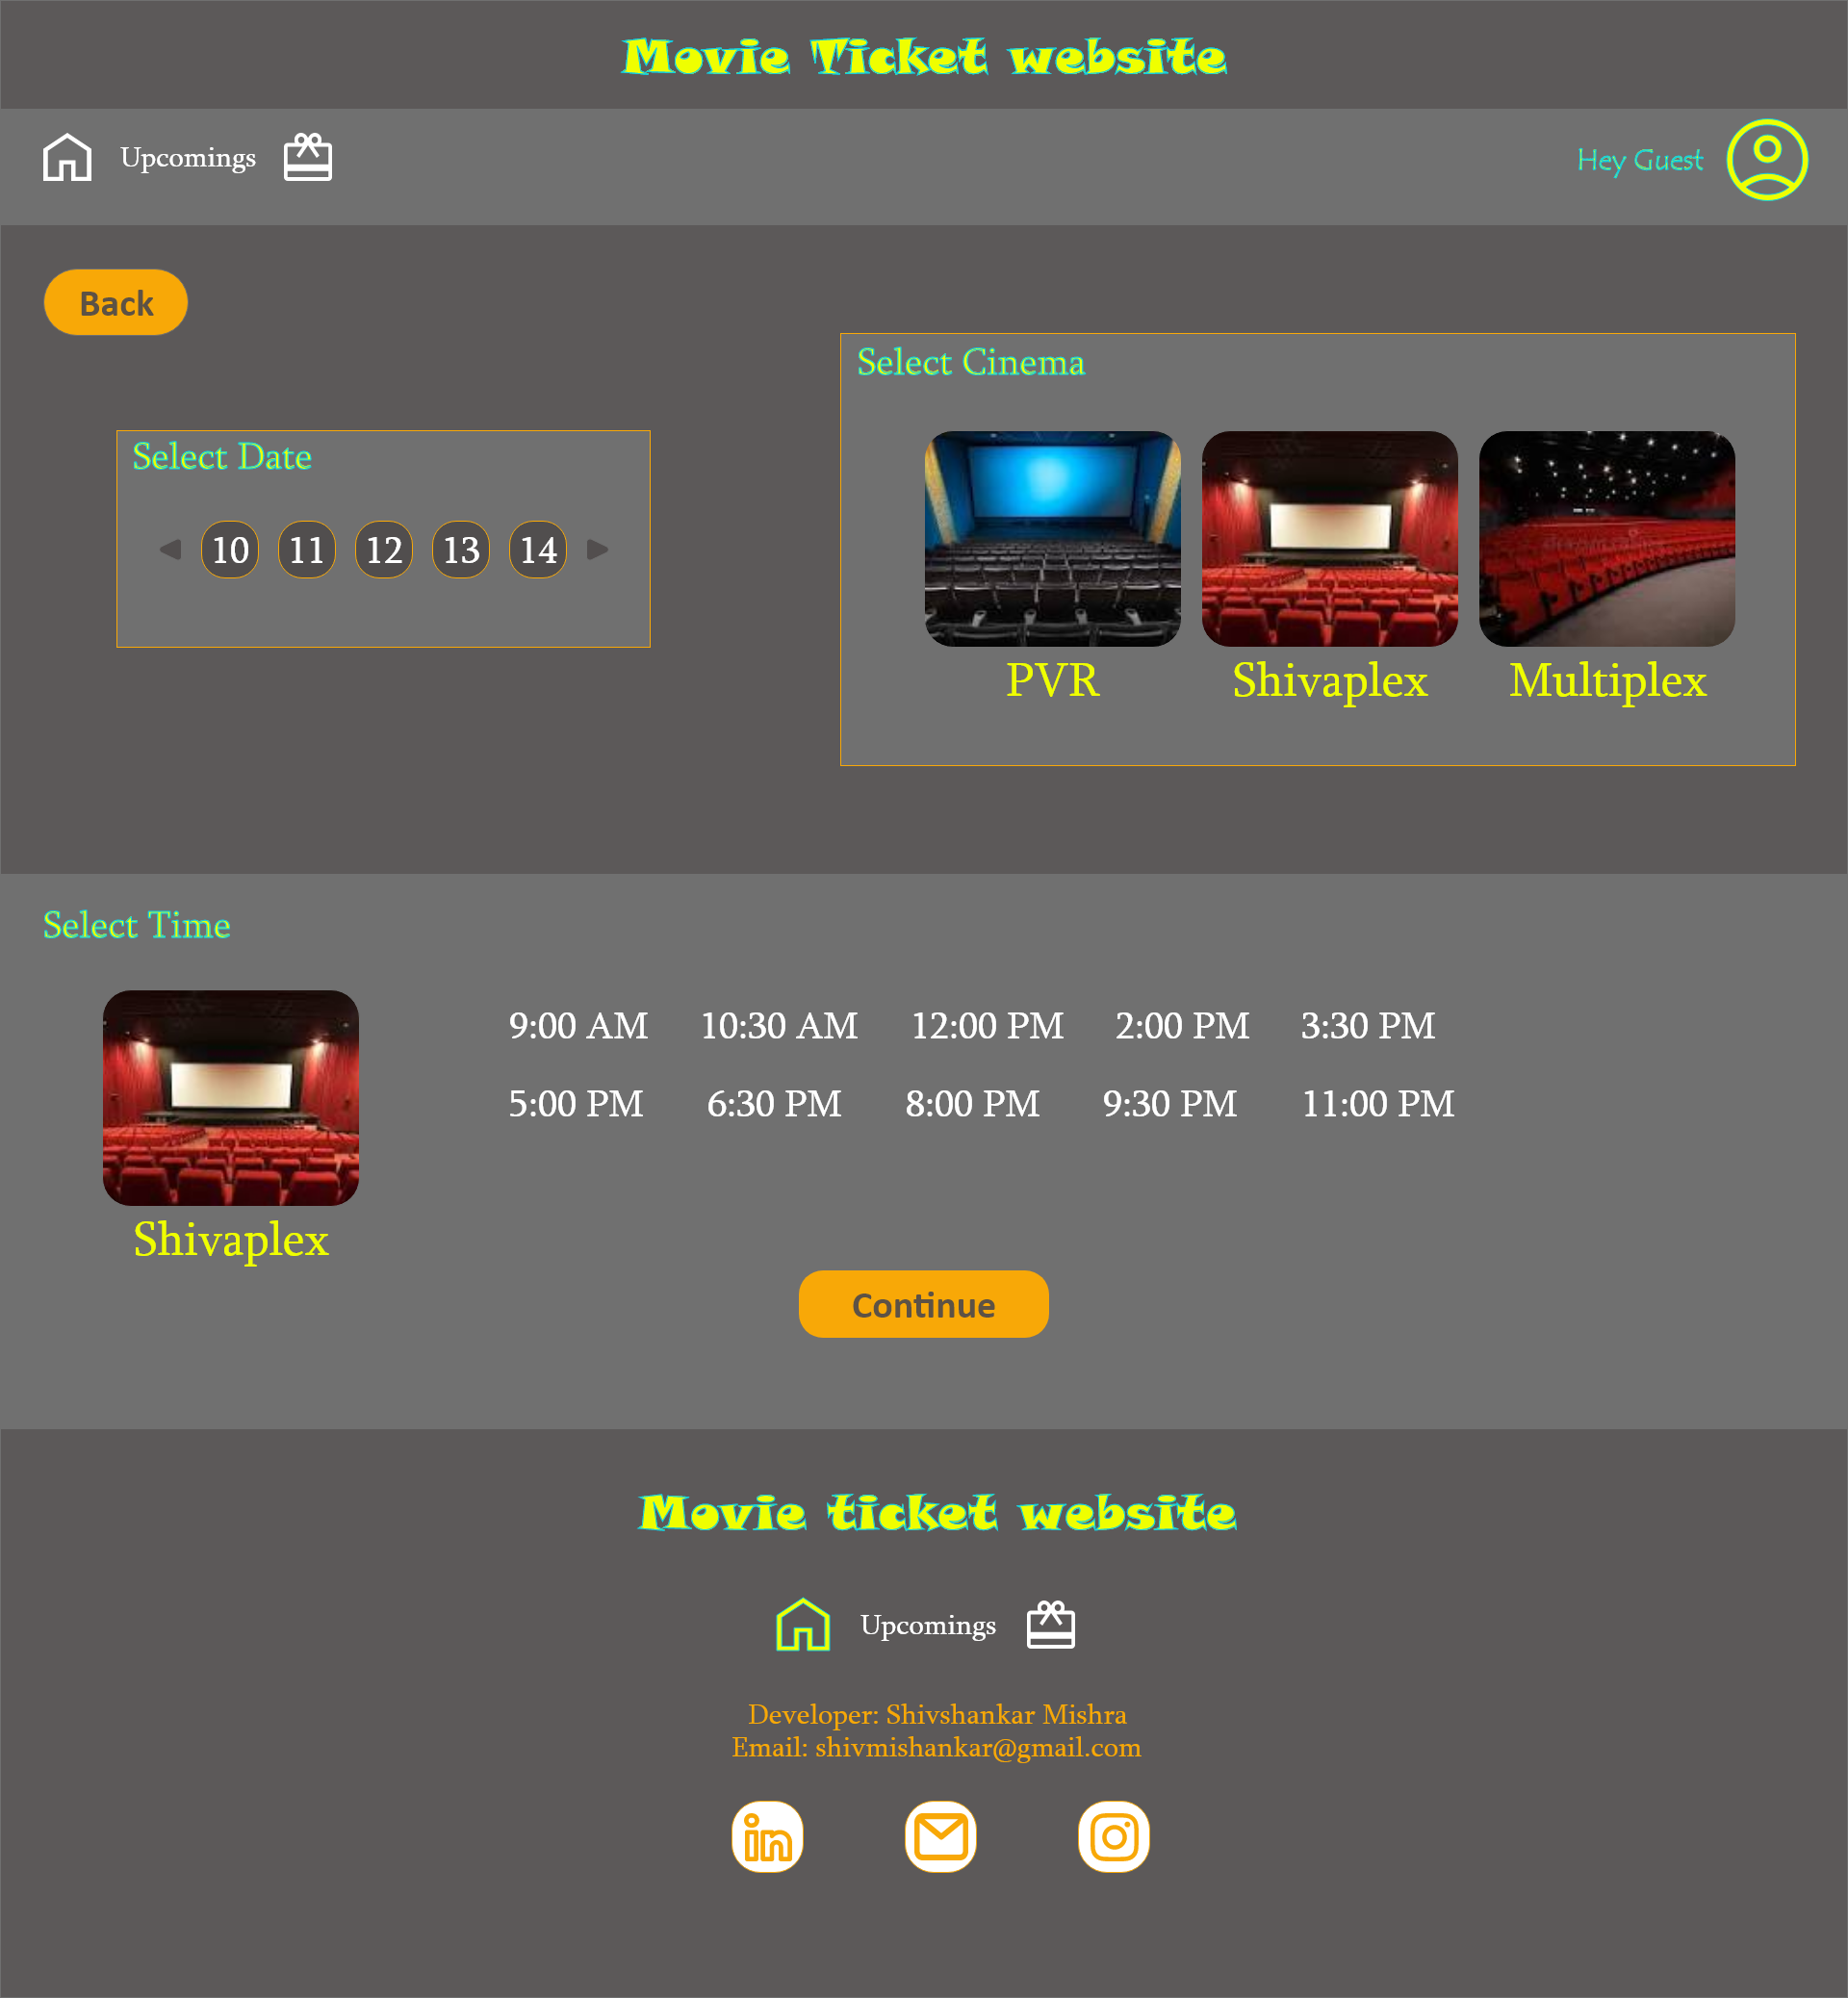 Movie Ticket website
Upcomings
Hey Guest
Back
Select Cinema
Select Date
10 11 12 13 14
PVR Shivaplex Multiplex
Select Time
9:00 AM 10:30 AM 12:00 PM 2:00 PM 3:30 PM
5:00 PM 6:30 PM 8:00 PM 9:30 PM 11:00 PM
Shivaplex
Continue
Movie ticket website
Upcomings
Developer: Shivshankar Mishra
Email: shivmishankar@gmail.com
in